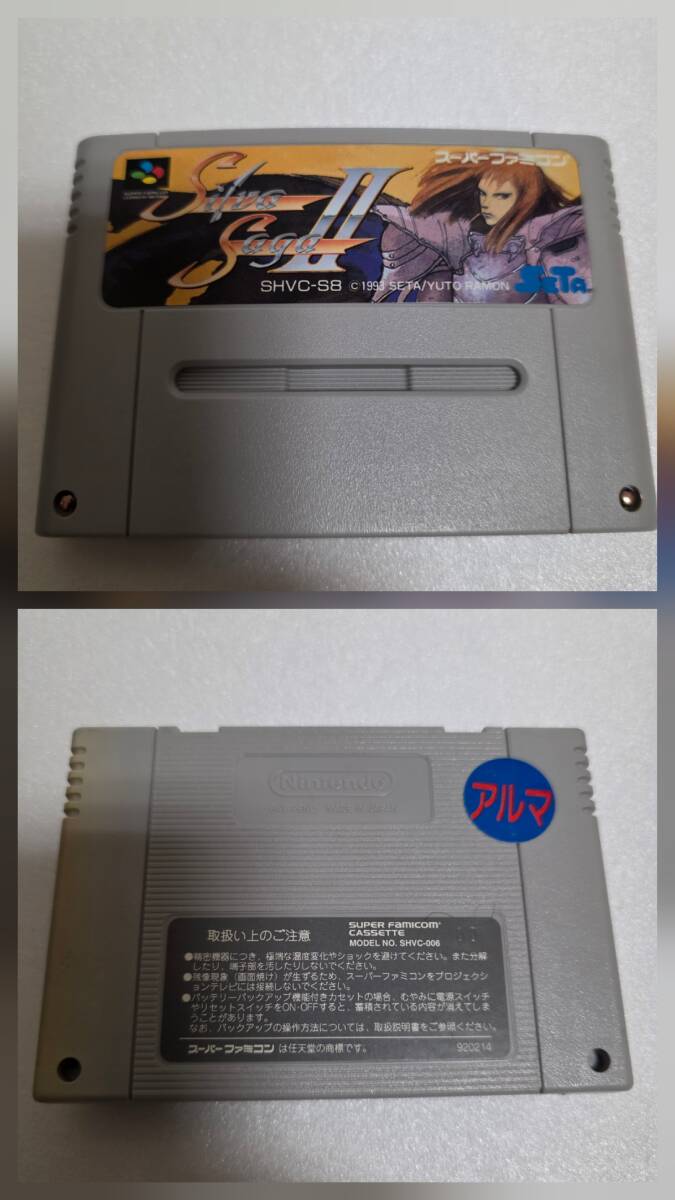 スーパーファミコン
Silva
Saga II
SHVC-S8 © 1993 SETA/YUTO RAMON
SeTa
Nintendo
MADE IN JAPAN
アルマ
取扱い上のご注意
SUPER FAMICOM
CASSETTE
MODEL NO. SHVC-006
●精密機器につき、極端な温度変化やショックを避けてください。また分解
したり、端子部を汚したりしないでください。
●残像現象(画面焼け)が生ずるため、スーパーファミコンをプロジェクシ
ョンテレビには接続しないでください。
●バッテリーバックアップ機能付きカセットの場合、むやみに電源スイッチ
やリセットスイッチをON・OFFすると、蓄積されている内容が消えてしま
うことがあります。
なお、バックアップの操作方法については、取扱説明書をご参照ください。
スーパーファミコン は任天堂の商標です。
920214